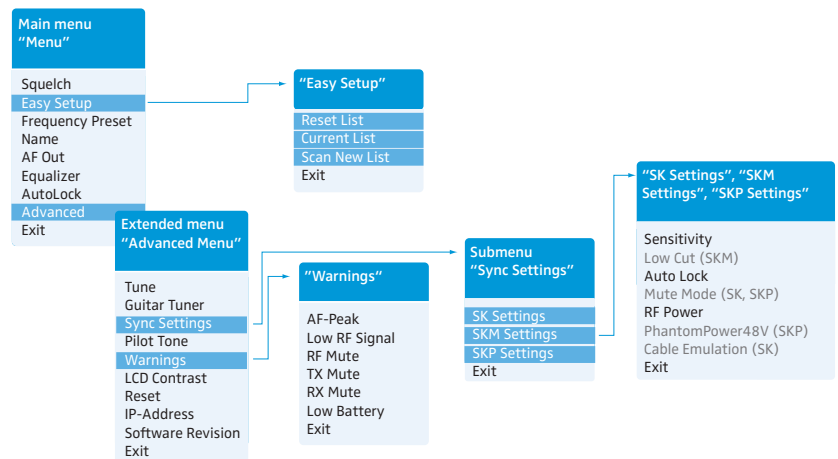 Main menu
“Menu”
Squelch
Easy Setup
Frequency Preset
Name
AF Out
Equalizer
AutoLock
Advanced
Exit
“Easy Setup”
Reset List
Current List
Scan New List
Exit
Extended menu
“Advanced Menu”
Tune
Guitar Tuner
Sync Settings
Pilot Tone
Warnings
LCD Contrast
Reset
IP-Address
Software Revision
Exit
”Warnings“
AF-Peak
Low RF Signal
RF Mute
TX Mute
RX Mute
Low Battery
Exit
Submenu
“Sync Settings”
SK Settings
SKM Settings
SKP Settings
Exit
“SK Settings”, “SKM
Settings”, “SKP Settings”
Sensitivity
Low Cut (SKM)
Auto Lock
Mute Mode (SK, SKP)
RF Power
PhantomPower48V (SKP)
Cable Emulation (SK)
Exit